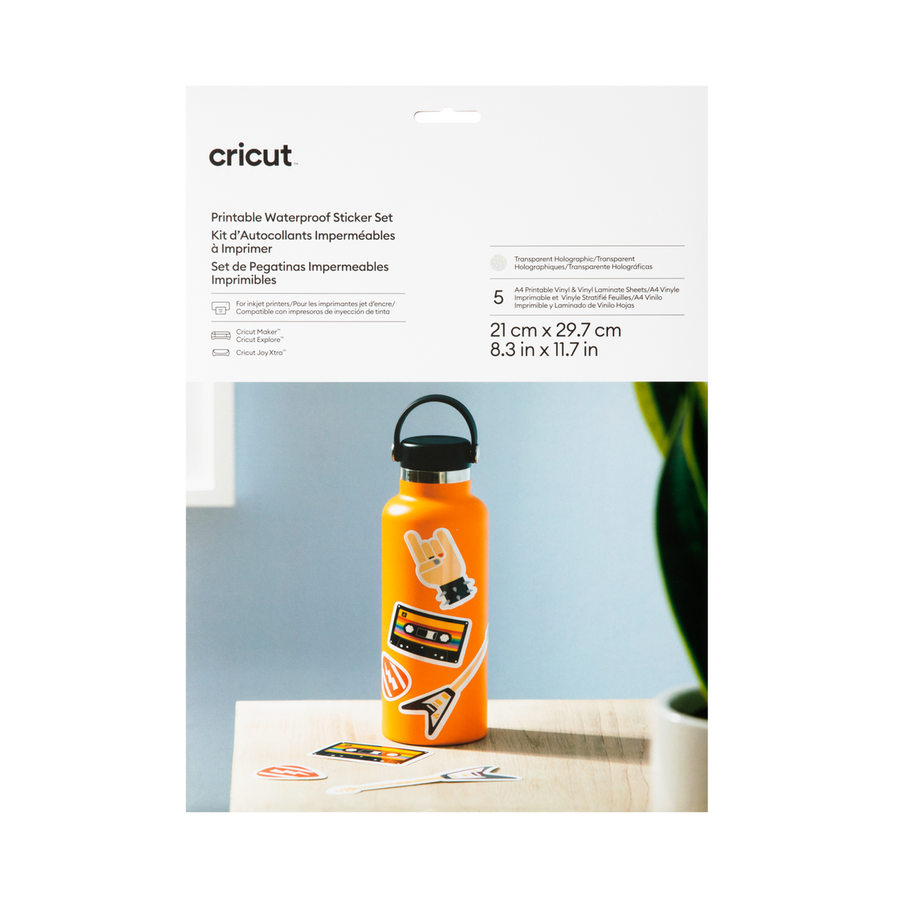 cricut™
Printable Waterproof Sticker Set
Kit d’Autocollants Imperméables
à Imprimer
Set de Pegatinas Impermeables
Imprimibles
For inkjet printers/Pour les imprimantes jet d’encre/
Compatible con impresoras de inyección de tinta
Cricut Maker™
Cricut Explore™
Cricut Joy Xtra™
Transparent Holographic/Transparent
Holographiques/Transparente Holográficas
5
A4 Printable Vinyl & Vinyl Laminate Sheets/A4 Vinyle
Imprimable et Vinyle Stratifié Feuilles/A4 Vinilo
Imprimible y Laminado de Vinilo Hojas
21 cm x 29.7 cm
8.3 in x 11.7 in